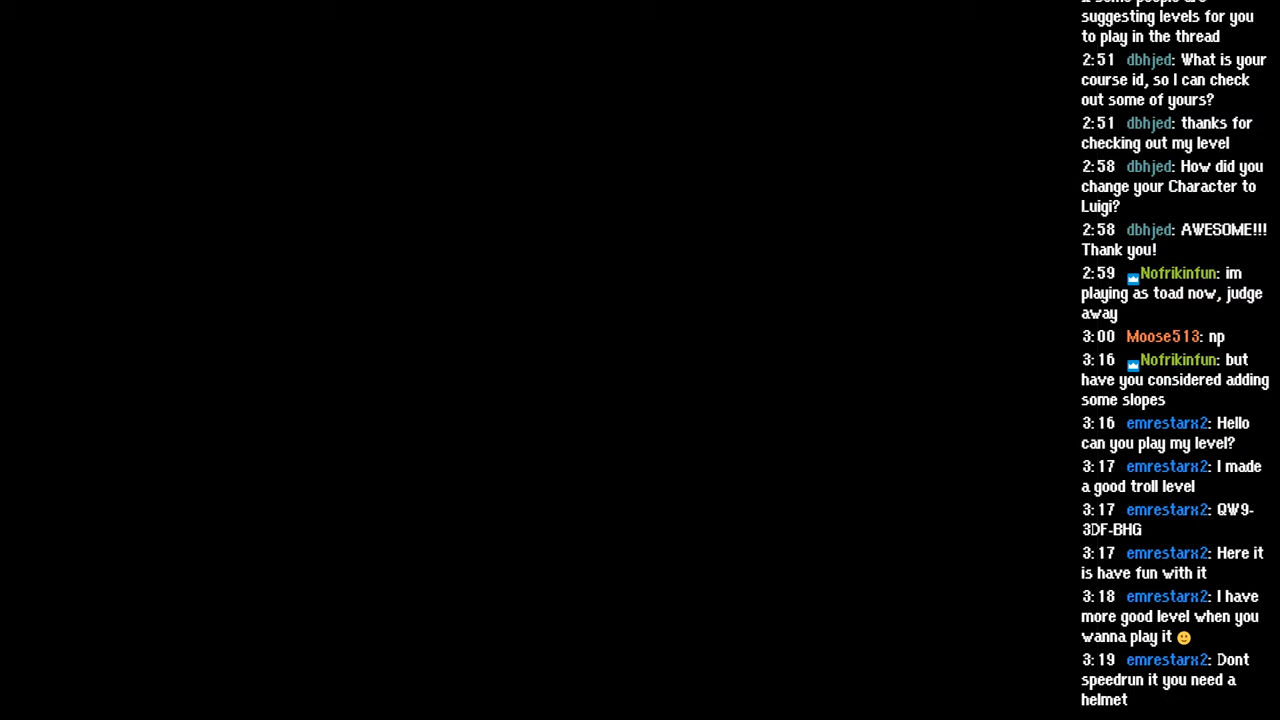 suggesting levels for you
to play in the thread
2:51 dbhjed: What is your
course id, so I can check
out some of yours?
2:51 dbhjed: thanks for
checking out my level
2:58 dbhjed: How did you
change your Character to
Luigi?
2:58 dbhjed: AWESOME!!!
Thank you!
2:59 Nofrikinfun: im
playing as toad now, judge
away
3:00 Moose513: np
3:16 Nofrikinfun: but
have you considered adding
some slopes
3:16 emrestarx2: Hello
can you play my level?
3:17 emrestarx2: I made
a good troll level
3:17 emrestarx2: QW9-
3DF-BHG
3:17 emrestarx2: Here it
is have fun with it
3:18 emrestarx2: I have
more good level when you
wanna play it 🙂
3:19 emrestarx2: Dont
speedrun it you need a
helmet